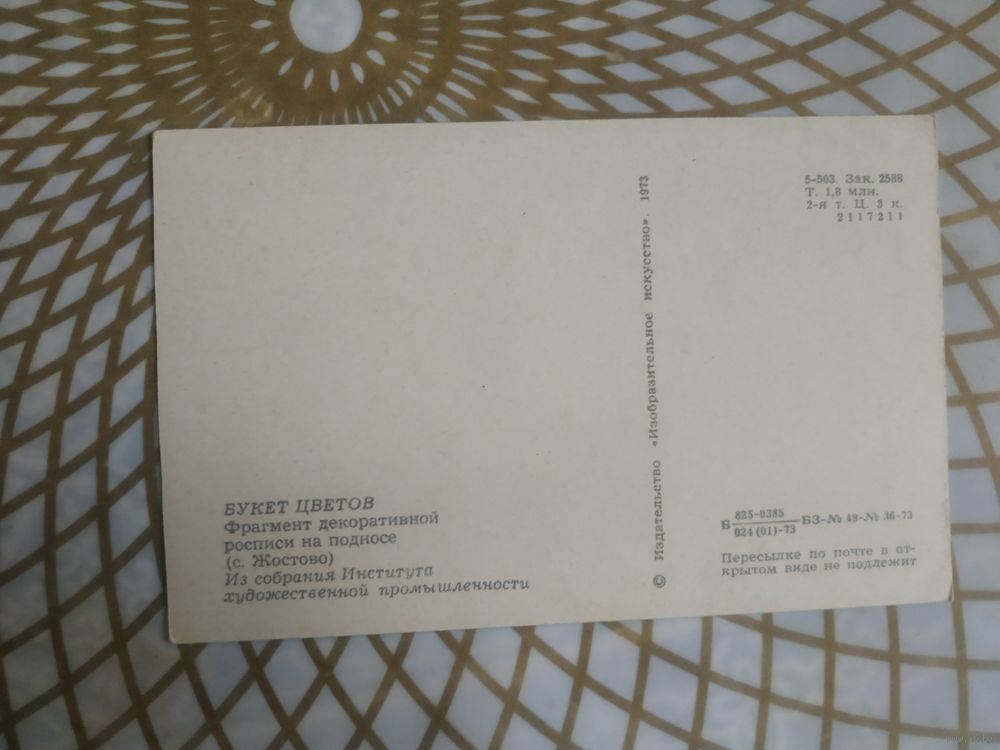 БУКЕТ ЦВЕТОВ
Фрагмент декоративной
росписи на подносе
(с. Жостово)
Из собрания Института
художественной промышленности
© Издательство «Изобразительное искусство». 1973
5-503. Зак. 2588
Т. 1,8 млн.
2-я т. Ц. 3 к.
2117211
825-0385
Б БЗ-№ 49-№ 36-73
024(01)-73
Пересылке по почте в от-
крытом виде не подлежит